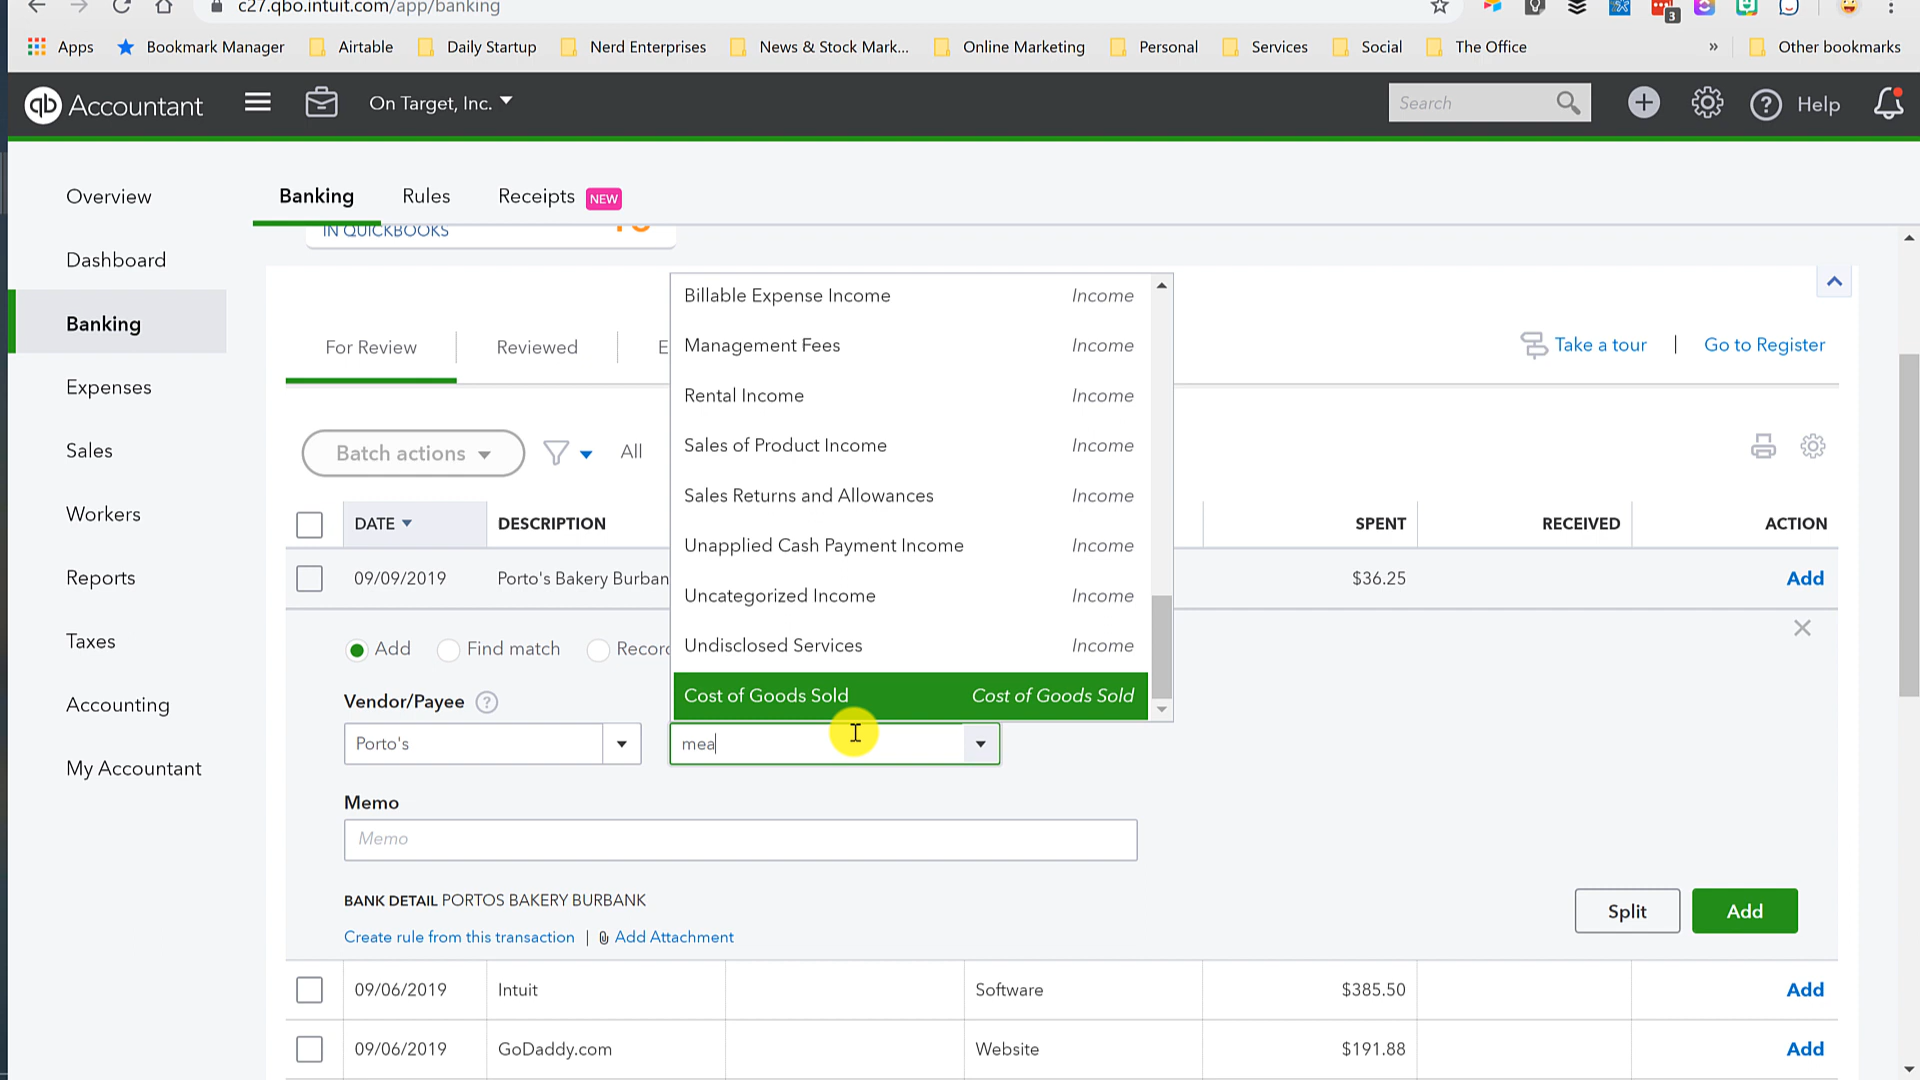 c27.qbo.intuit.com/app/banking
3
Apps Bookmark Manager Airtable Daily Startup Nerd Enterprises News & Stock Mark... Online Marketing Personal Services Social The Office » Other bookmarks
qb Accountant On Target, Inc. Search Help
Overview
Dashboard
Banking
Expenses
Sales
Workers
Reports
Taxes
Accounting
My Accountant
Banking Rules Receipts NEW
IN QUICKBOOKS
For Review Reviewed E Take a tour | Go to Register
Batch actions All
DATE DESCRIPTION SPENT RECEIVED ACTION
09/09/2019 Porto's Bakery Burban $36.25 Add
Billable Expense Income Income
Management Fees Income
Rental Income Income
Sales of Product Income Income
Sales Returns and Allowances Income
Unapplied Cash Payment Income Income
Uncategorized Income Income
Undisclosed Services Income
Cost of Goods Sold Cost of Goods Sold
Add Find match Record
Vendor/Payee ?
Porto's mea
Memo
Memo
BANK DETAIL PORTOS BAKERY BURBANK
Create rule from this transaction | Add Attachment
Split Add
09/06/2019 Intuit Software $385.50 Add
09/06/2019 GoDaddy.com Website $191.88 Add